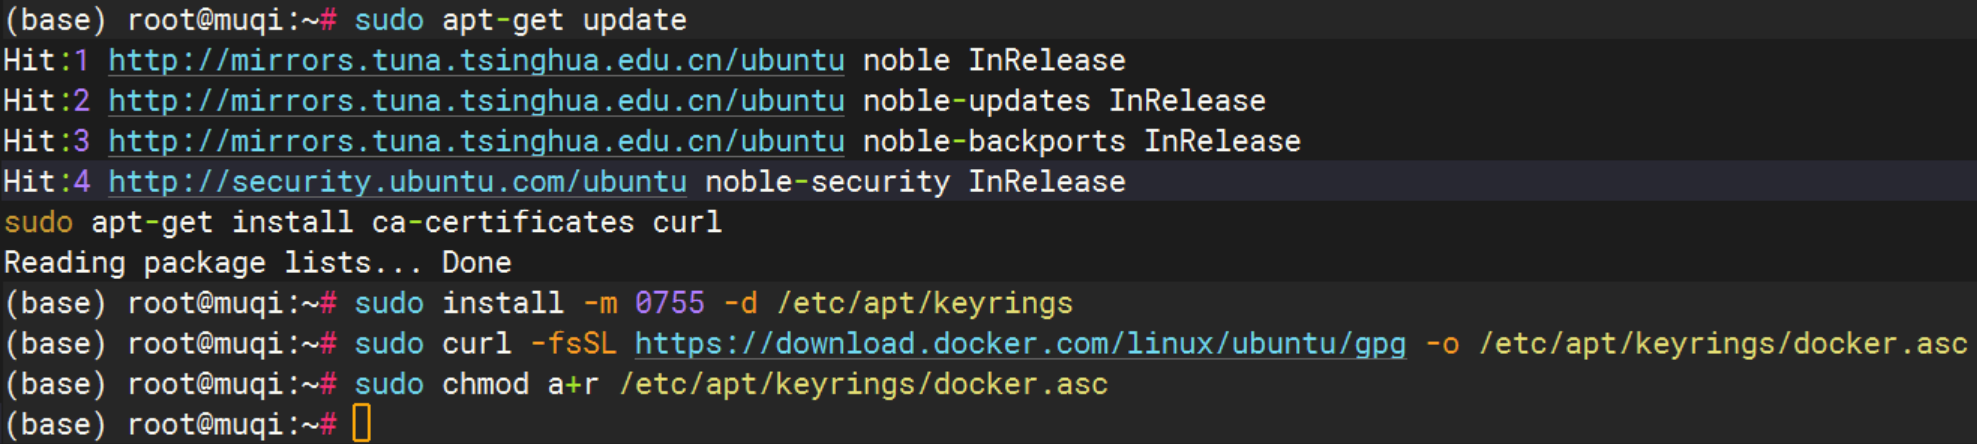 (base) root@muqi:~# sudo apt-get update
Hit:1 http://mirrors.tuna.tsinghua.edu.cn/ubuntu noble InRelease
Hit:2 http://mirrors.tuna.tsinghua.edu.cn/ubuntu noble-updates InRelease
Hit:3 http://mirrors.tuna.tsinghua.edu.cn/ubuntu noble-backports InRelease
Hit:4 http://security.ubuntu.com/ubuntu noble-security InRelease
sudo apt-get install ca-certificates curl
Reading package lists... Done
(base) root@muqi:~# sudo install -m 0755 -d /etc/apt/keyrings
(base) root@muqi:~# sudo curl -fsSL https://download.docker.com/linux/ubuntu/gpg -o /etc/apt/keyrings/docker.asc
(base) root@muqi:~# sudo chmod a+r /etc/apt/keyrings/docker.asc
(base) root@muqi:~#